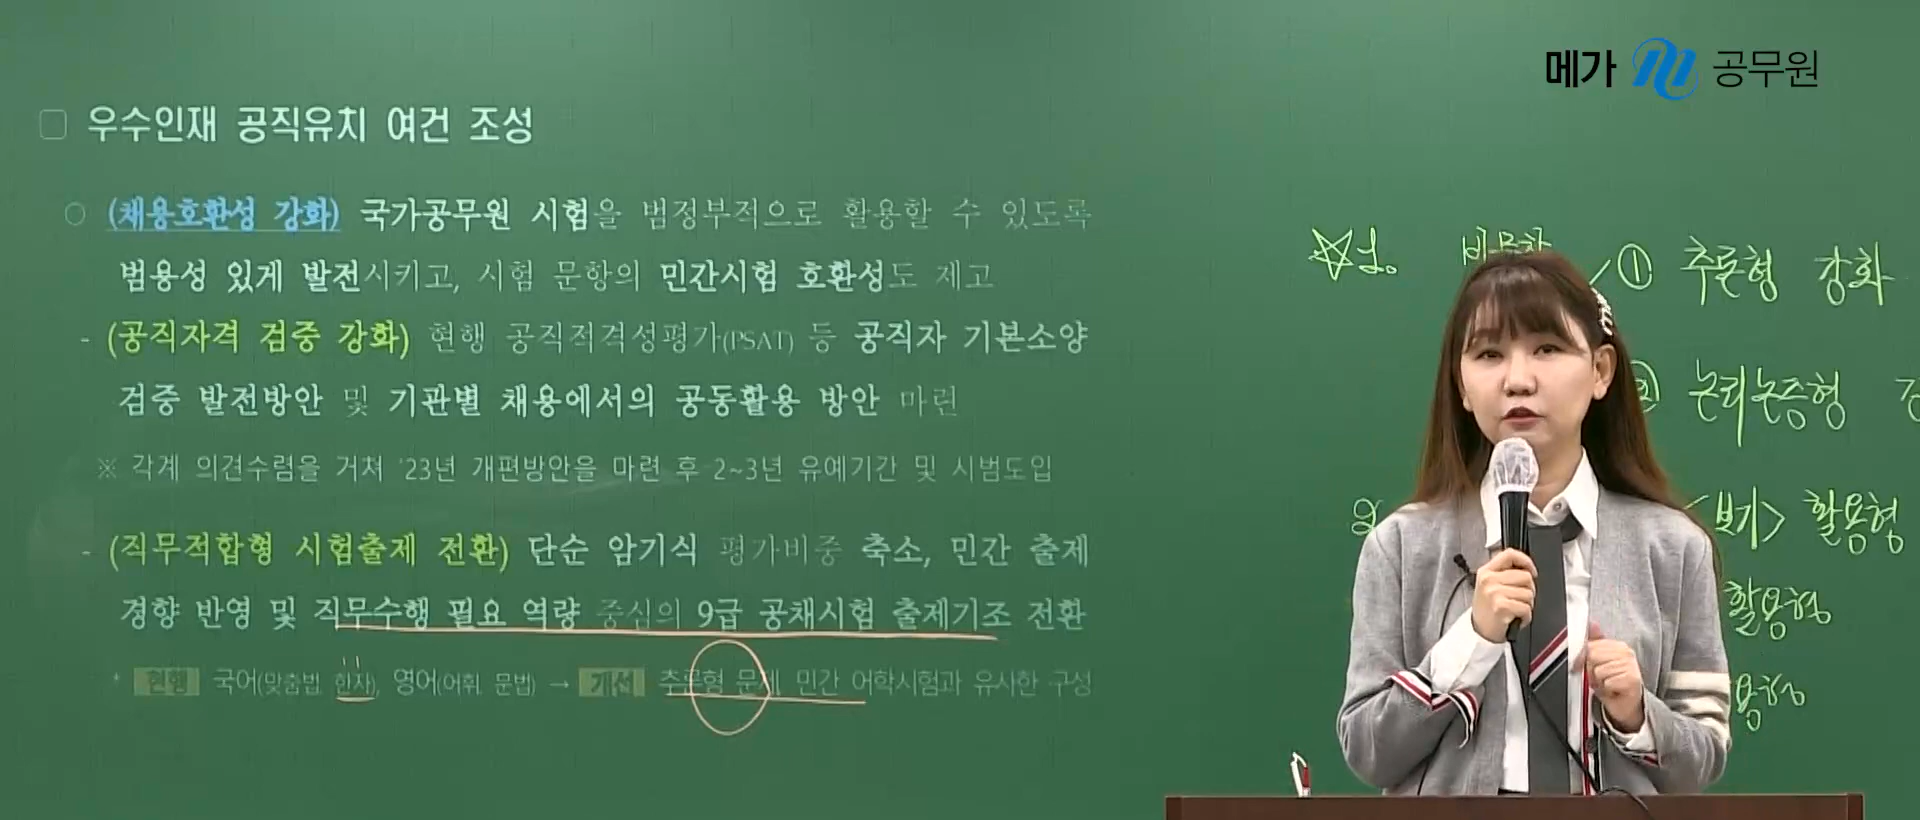 메가 공무원
우수인재 공직유치 여건 조성
(채용호환성 강화) 국가공무원 시험을 범정부적으로 활용할 수 있도록
범용성 있게 발전시키고, 시험 문항의 민간시험 호환성도 제고
- (공직자격 검증 강화) 현행 공직적격성평가(PSAT) 등 공직자 기본소양
검증 발전방안 및 기관별 채용에서의 공동활용 방안 마련
※ 각계 의견수렴을 거쳐 '23년 개편방안을 마련 후 2~3년 유예기간 및 시범도입
- (직무적합형 시험출제 전환) 단순 암기식 평가비중 축소, 민간 출제
경향 반영 및 직무수행 필요 역량 중심의 9급 공채시험 출제기조 전환
* 현행 국어(맞춤법, 한자), 영어(어휘, 문법) → 개선 추론형 문제, 민간 어학시험과 유사한 구성
☆1. ① 추론형 강화
② 논리논증형
2 <보기> 활용형
활용형
용형